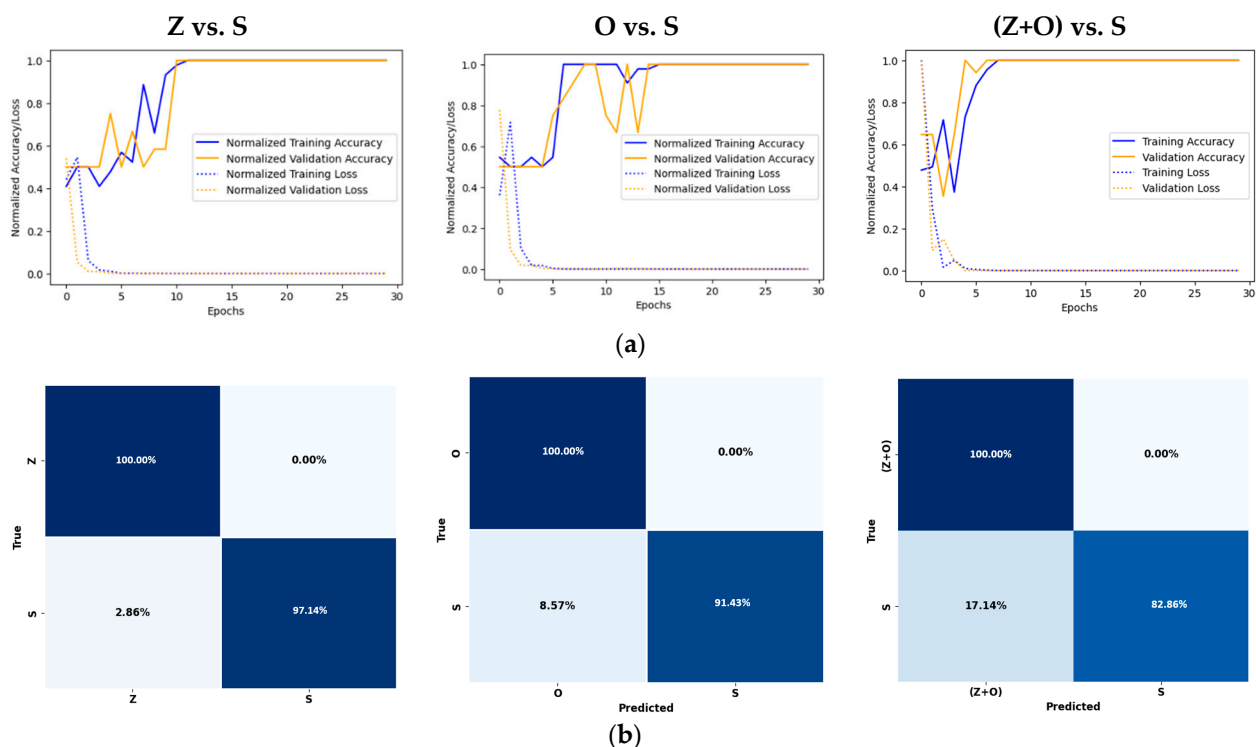 Z vs. S
O vs. S
(Z+O) vs. S
Normalized Accuracy/Loss
1.0
0.8
0.6
0.4
0.2
0.0
Normalized Training Accuracy
Normalized Validation Accuracy
Normalized Training Loss
Normalized Validation Loss
0 5 10 15 20 25 30
Epochs
Normalized Accuracy/Loss
1.0
0.8
0.6
0.4
0.2
0.0
Normalized Training Accuracy
Normalized Validation Accuracy
Normalized Training Loss
Normalized Validation Loss
0 5 10 15 20 25 30
Epochs
Normalized Accuracy/Loss
1.0
0.8
0.6
0.4
0.2
0.0
Training Accuracy
Validation Accuracy
Training Loss
Validation Loss
0 5 10 15 20 25 30
Epochs
(a)
True
Z
100.00% 0.00%
S
2.86% 97.14%
Z S
True
O
100.00% 0.00%
S
8.57% 91.43%
O S
Predicted
True
(Z+O)
100.00% 0.00%
S
17.14% 82.86%
(Z+O) S
Predicted
(b)